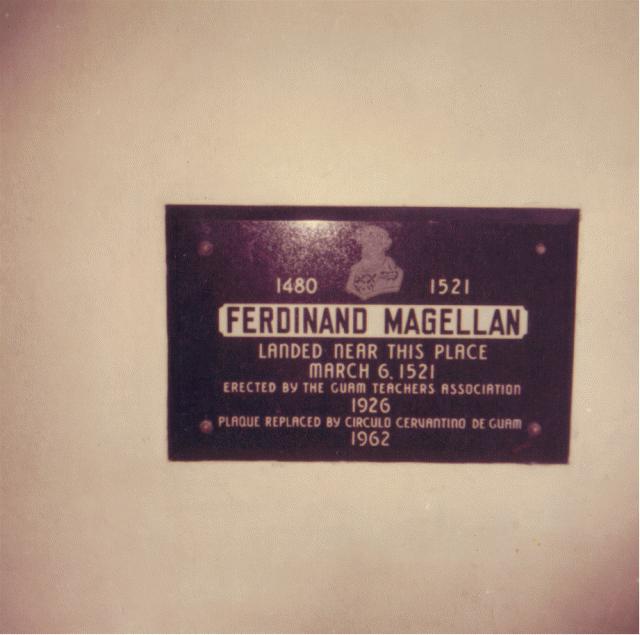 1480 1521
FERDINAND MAGELLAN
LANDED NEAR THIS PLACE
MARCH 6, 1521
ERECTED BY THE GUAM TEACHERS ASSOCIATION
1926
PLAQUE REPLACED BY CIRCULO CERVANTINO DE GUAM
1962